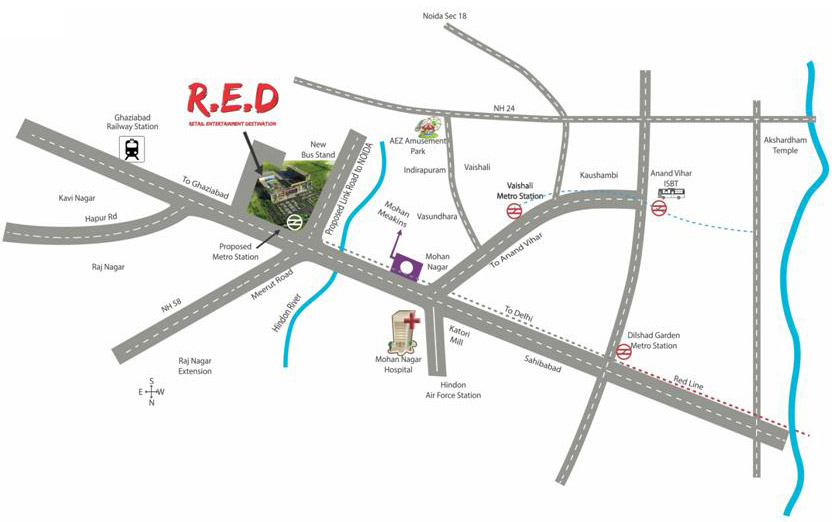 Noida Sec 18
R.E.D
RETAIL ENTERTAINMENT DESTINATION
NH 24
Ghaziabad
Railway Station
New
Bus Stand
AEZ Amusement
Park
Akshardham
Temple
Indirapuram
Vaishali
Kaushambi
Anand Vihar
ISBT
To Ghaziabad
Proposed Link Road to NOIDA
Vaishali
Metro Station
Kavi Nagar
Hapur Rd
Mohan
Meakins
Vasundhara
Proposed
Metro Station
To Anand Vihar
Mohan
Nagar
Raj Nagar
Meerut Road
NH 58
Hindon River
To Delhi
Katori
Mill
Dilshad Garden
Metro Station
Mohan Nagar
Hospital
Sahibabad
Red Line
Raj Nagar
Extension
Hindon
Air Force Station
S
E W
N